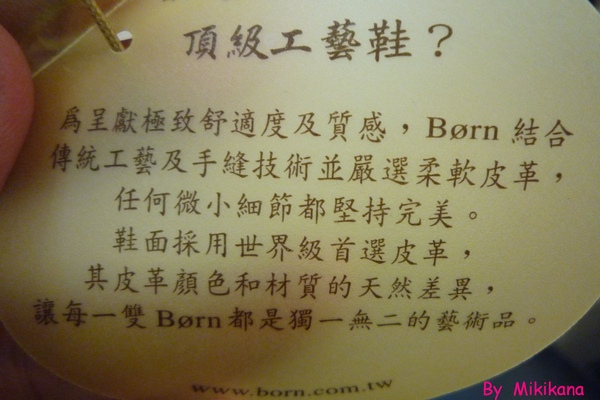 頂級工藝鞋？
為呈獻極致舒適度及質感，Børn 結合
傳統工藝及手縫技術並嚴選柔軟皮革，
任何微小細節都堅持完美。
鞋面採用世界級首選皮革，
其皮革顏色和材質的天然差異，
讓每一雙 Børn 都是獨一無二的藝術品。
www.born.com.tw
By Mikikana